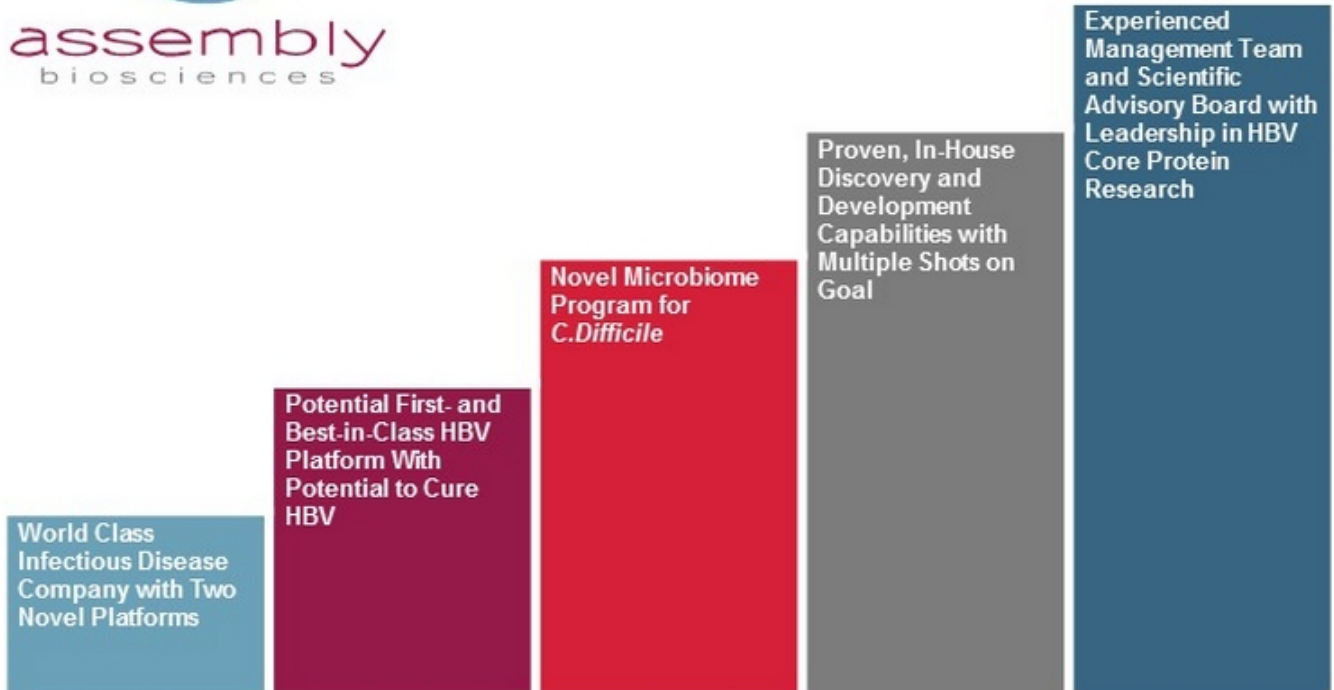 assembly
biosciences
World Class
Infectious Disease
Company with Two
Novel Platforms
Potential First- and
Best-in-Class HBV
Platform With
Potential to Cure
HBV
Novel Microbiome
Program for
C.Difficile
Proven, In-House
Discovery and
Development
Capabilities with
Multiple Shots on
Goal
Experienced
Management Team
and Scientific
Advisory Board with
Leadership in HBV
Core Protein
Research